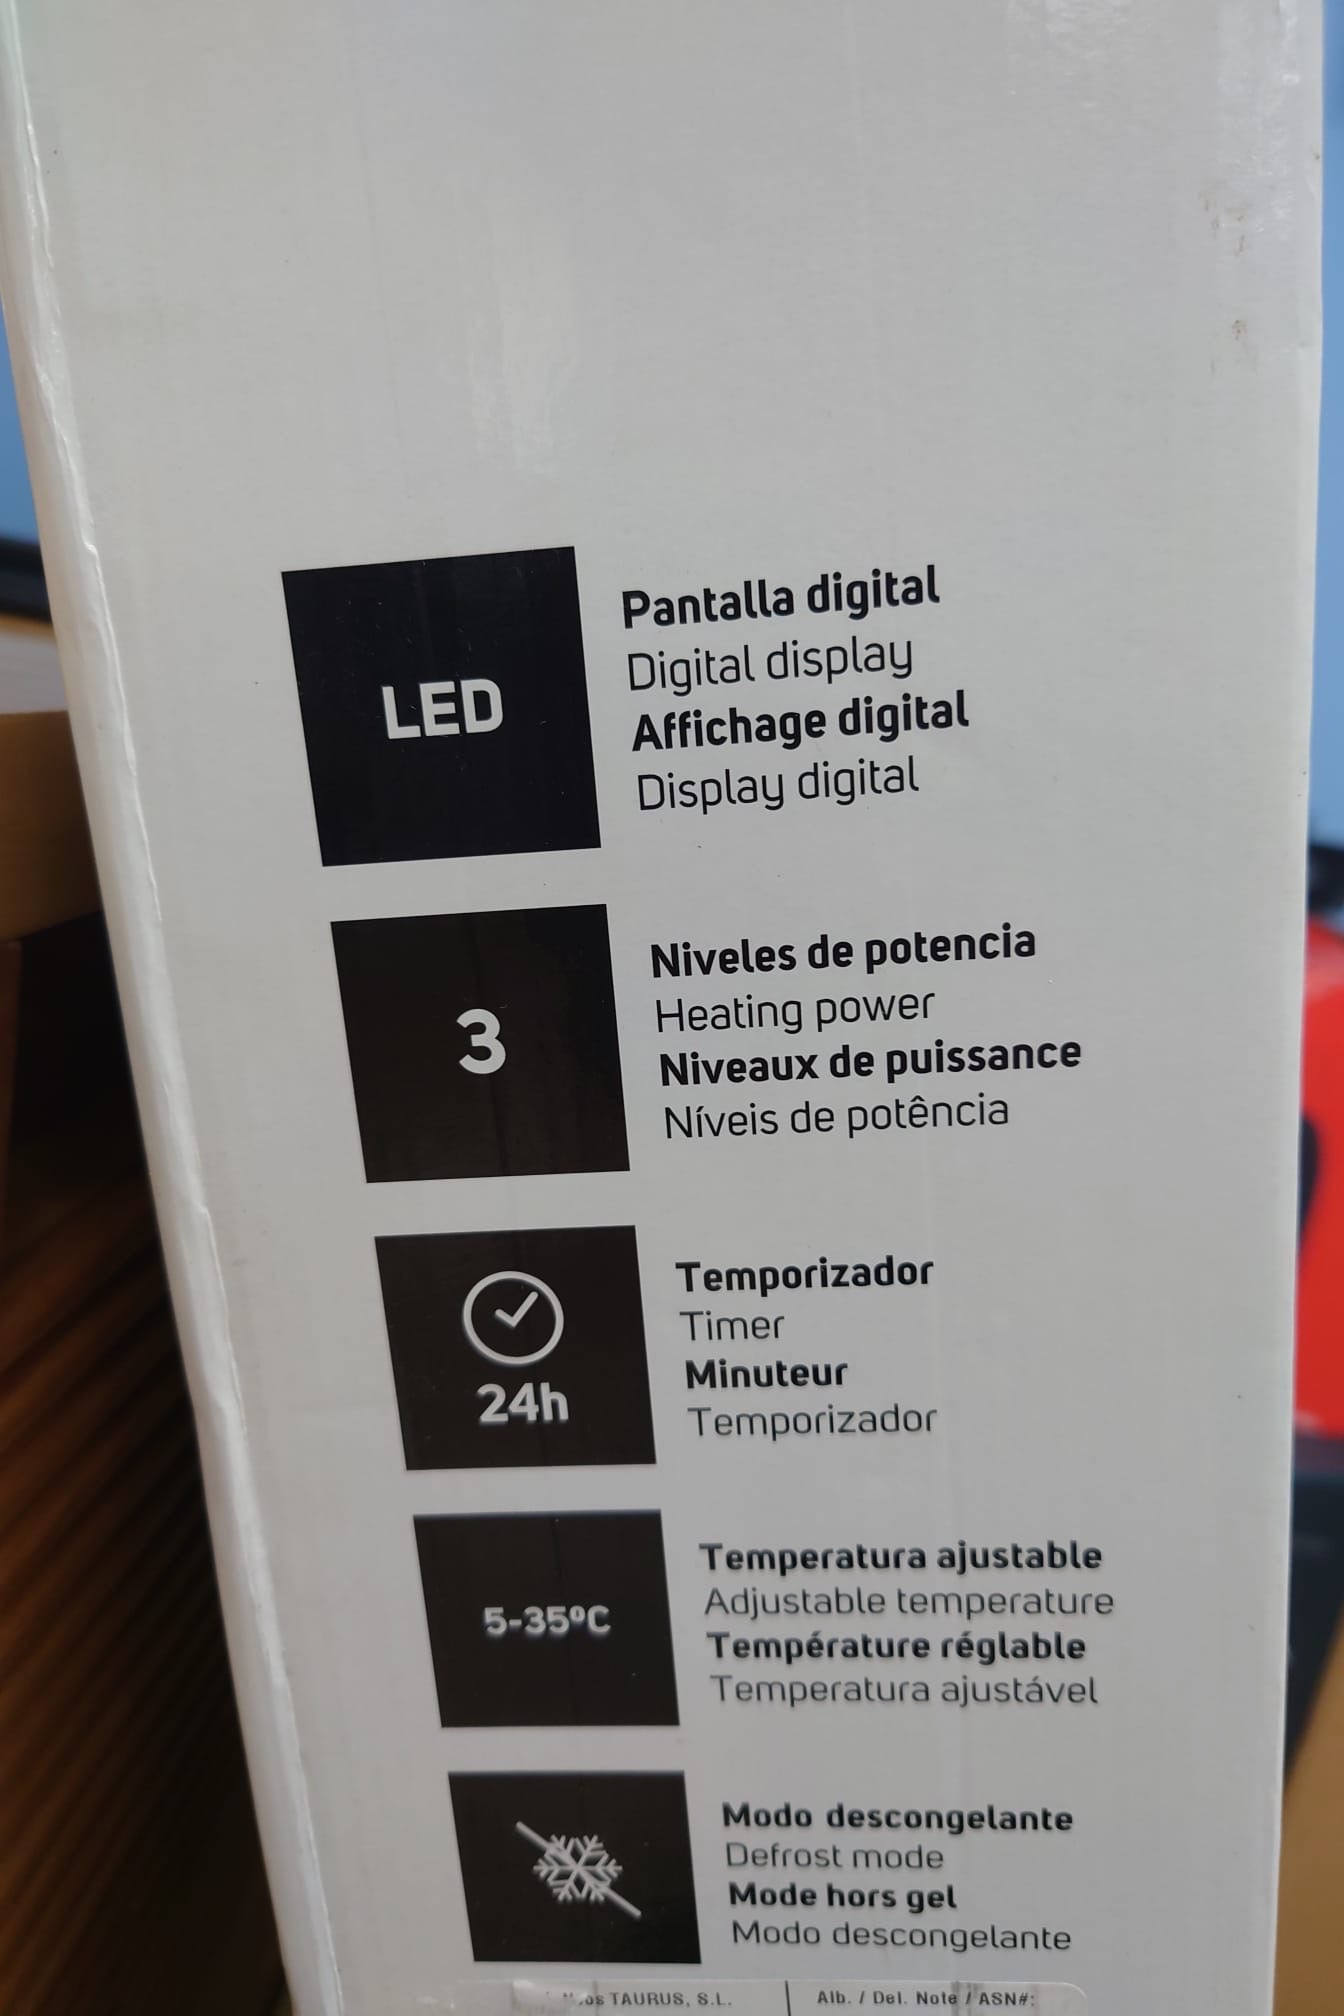 LED
Pantalla digital
Digital display
Affichage digital
Display digital
3
Niveles de potencia
Heating power
Niveaux de puissance
Níveis de potência
24h
Temporizador
Timer
Minuteur
Temporizador
5-35ºC
Temperatura ajustable
Adjustable temperature
Température réglable
Temperatura ajustável
Modo descongelante
Defrost mode
Mode hors gel
Modo descongelante
TAURUS, S.L.
Alb. / Del. Note / ASN#: